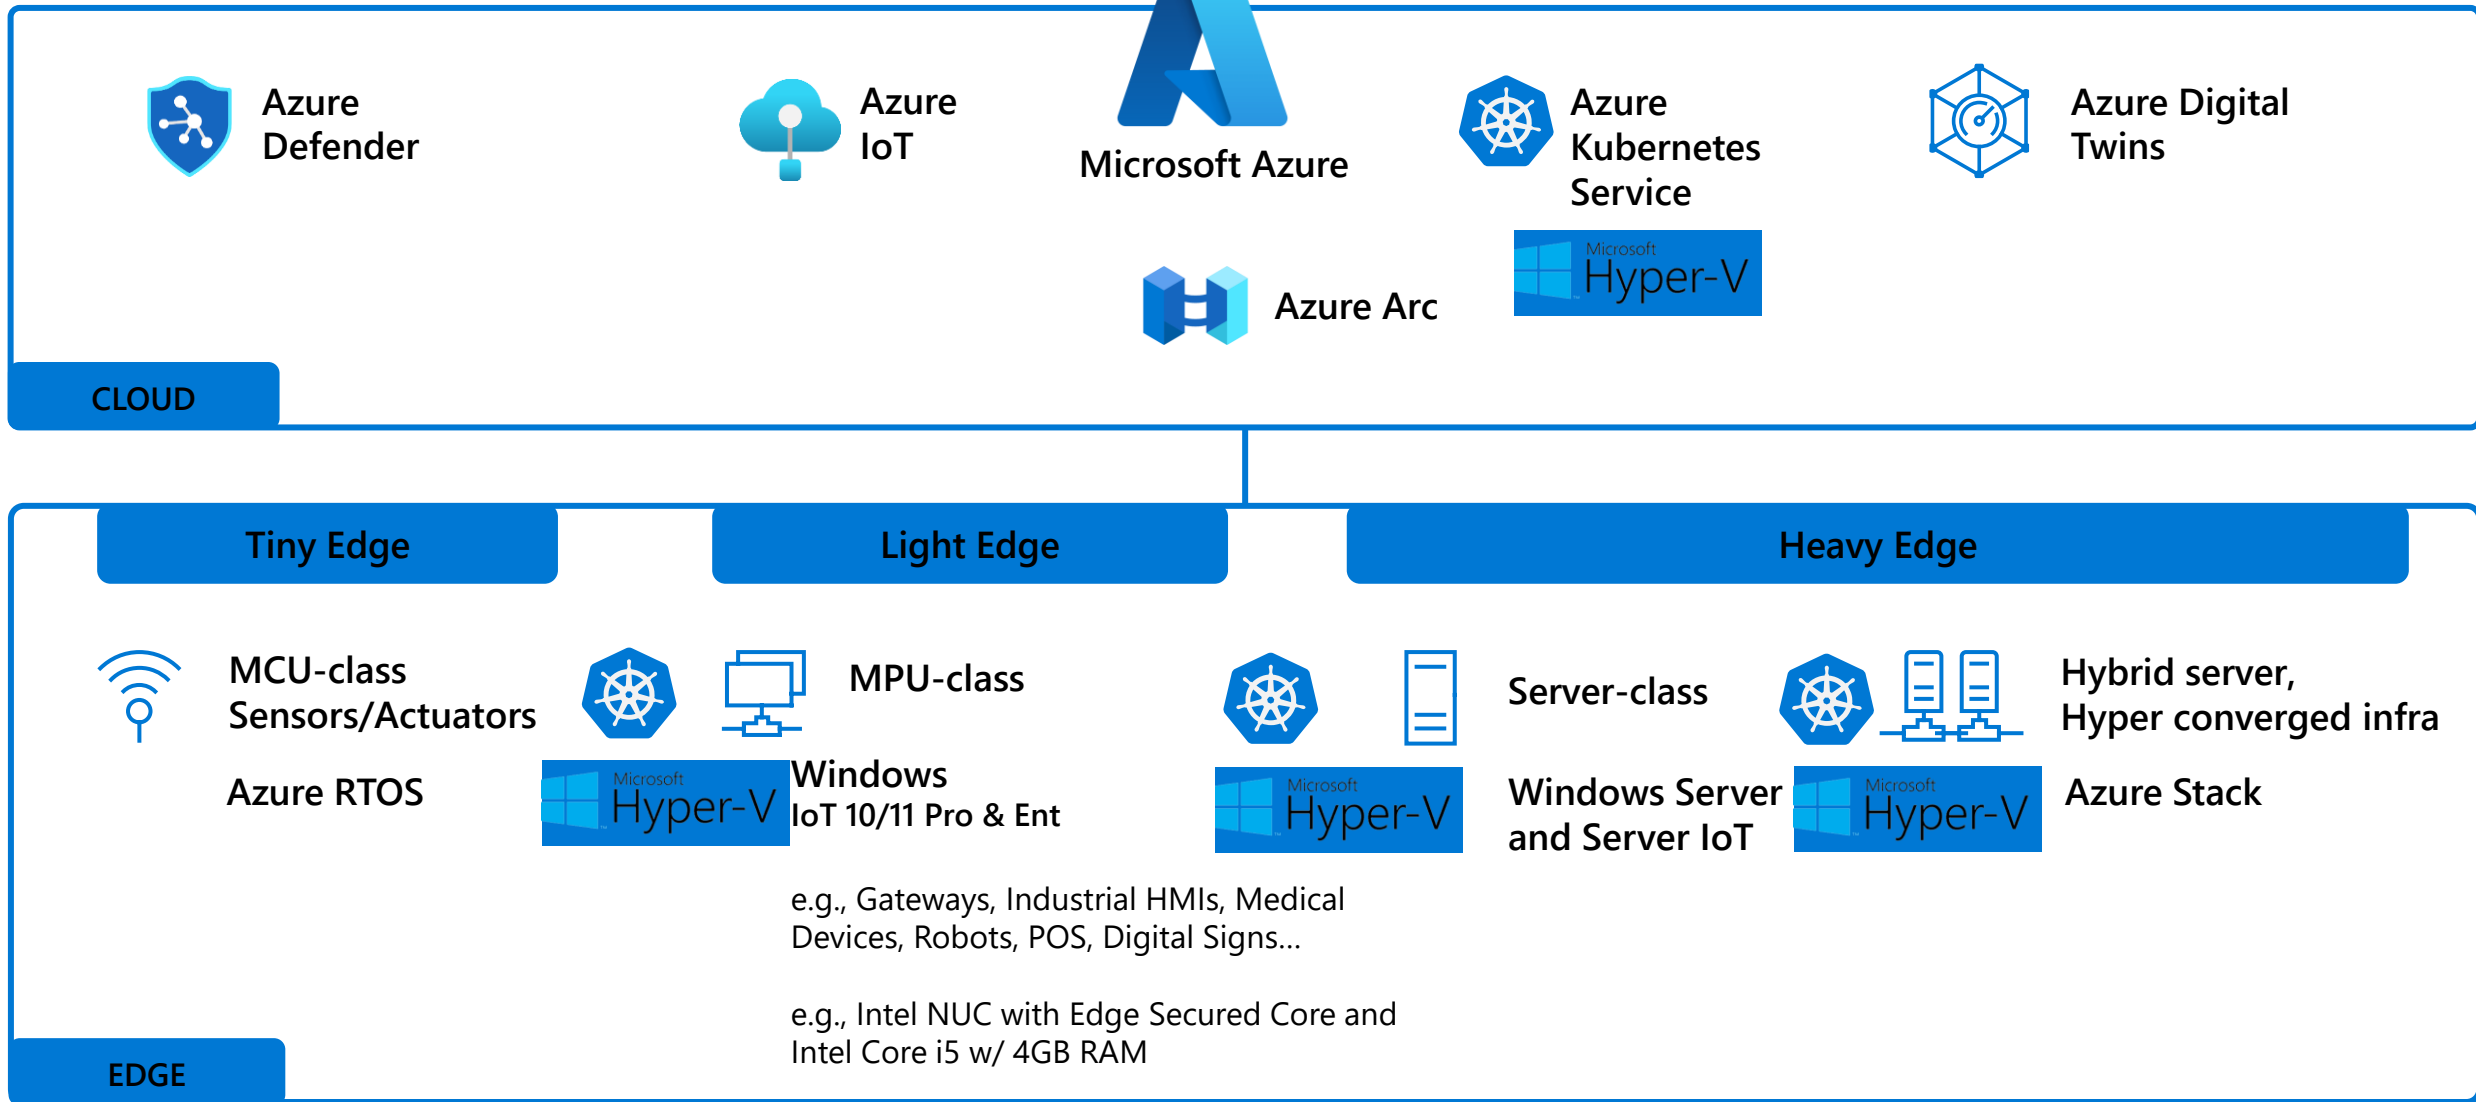 Azure
Defender
Azure
IoT
Microsoft Azure
Azure
Kubernetes
Service
Azure Digital
Twins
Microsoft
Hyper-V
Azure Arc
CLOUD
Tiny Edge
Light Edge
Heavy Edge
MCU-class
Sensors/Actuators
Azure RTOS
MPU-class
Microsoft
Hyper-V
Windows
IoT 10/11 Pro & Ent
e.g., Gateways, Industrial HMIs, Medical
Devices, Robots, POS, Digital Signs...
e.g., Intel NUC with Edge Secured Core and
Intel Core i5 w/ 4GB RAM
Server-class
Microsoft
Hyper-V
Windows Server
and Server IoT
Hybrid server,
Hyper converged infra
Microsoft
Hyper-V
Azure Stack
EDGE